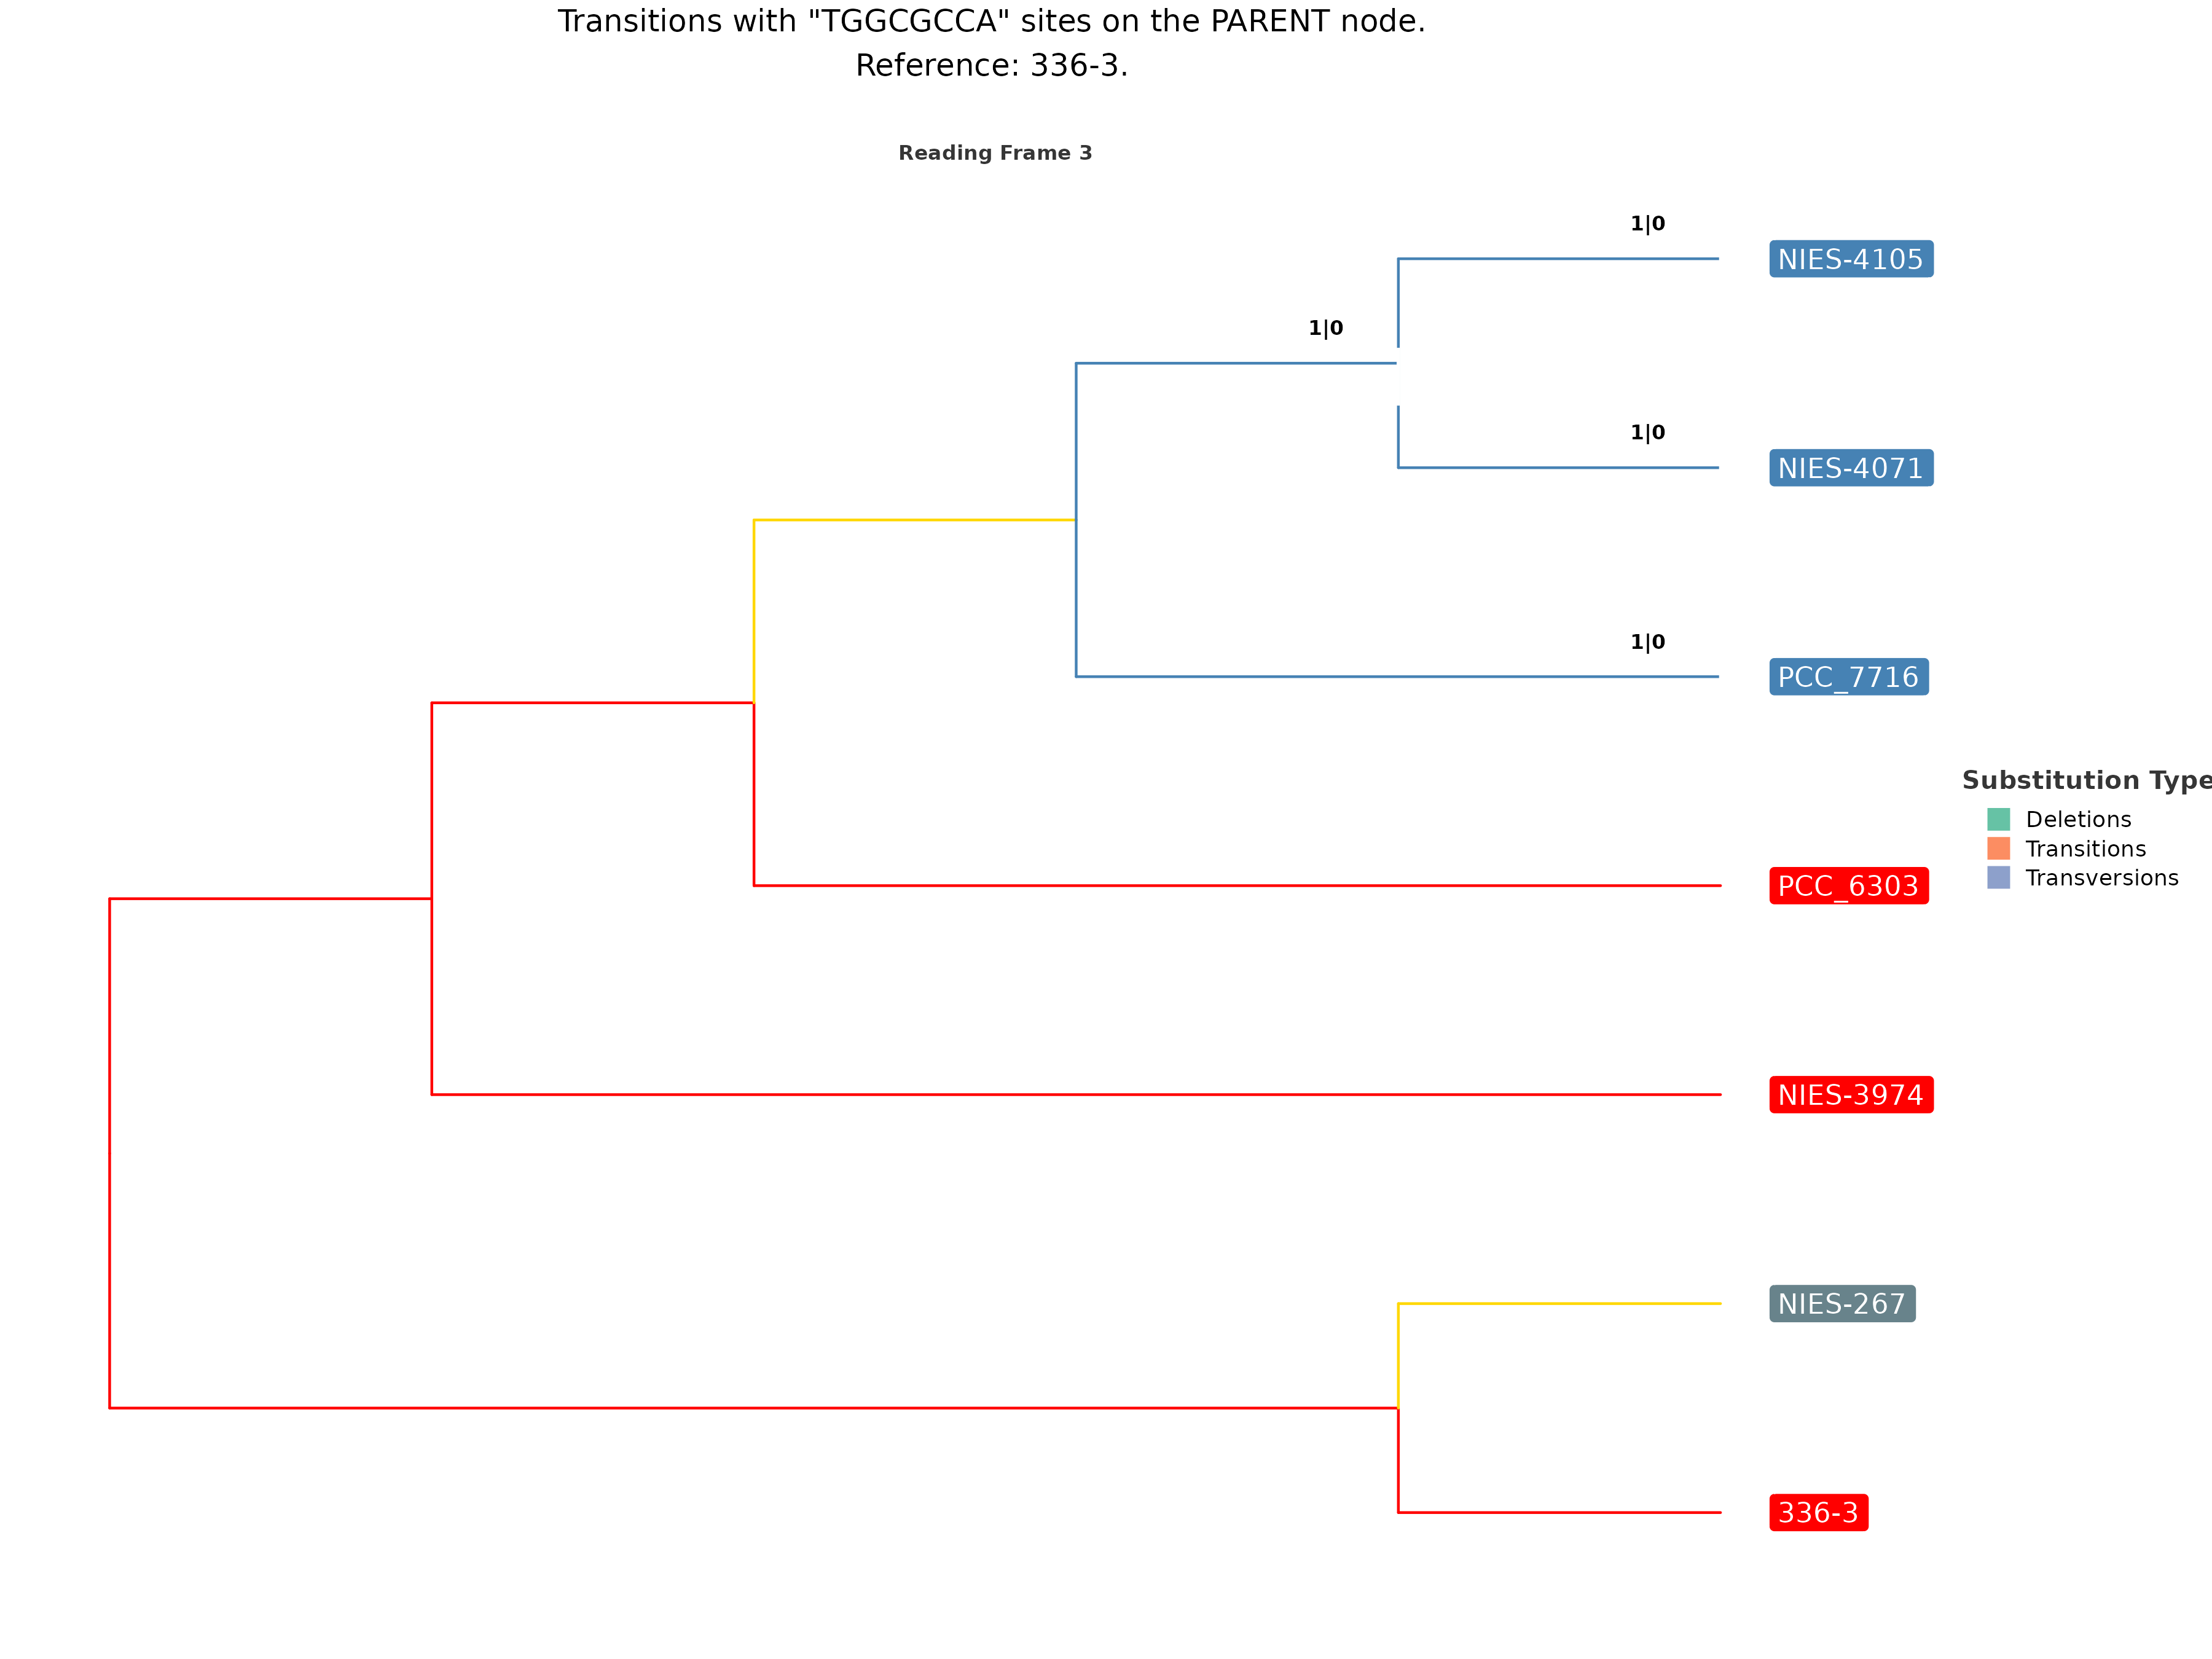 Transitions with "TGGCGCCA" sites on the PARENT node.
Reference: 336-3.
Reading Frame 3
1|0
NIES-4105
1|0
1|0
NIES-4071
1|0
PCC_7716
Substitution Type
Deletions
Transitions
Transversions
PCC_6303
NIES-3974
NIES-267
336-3